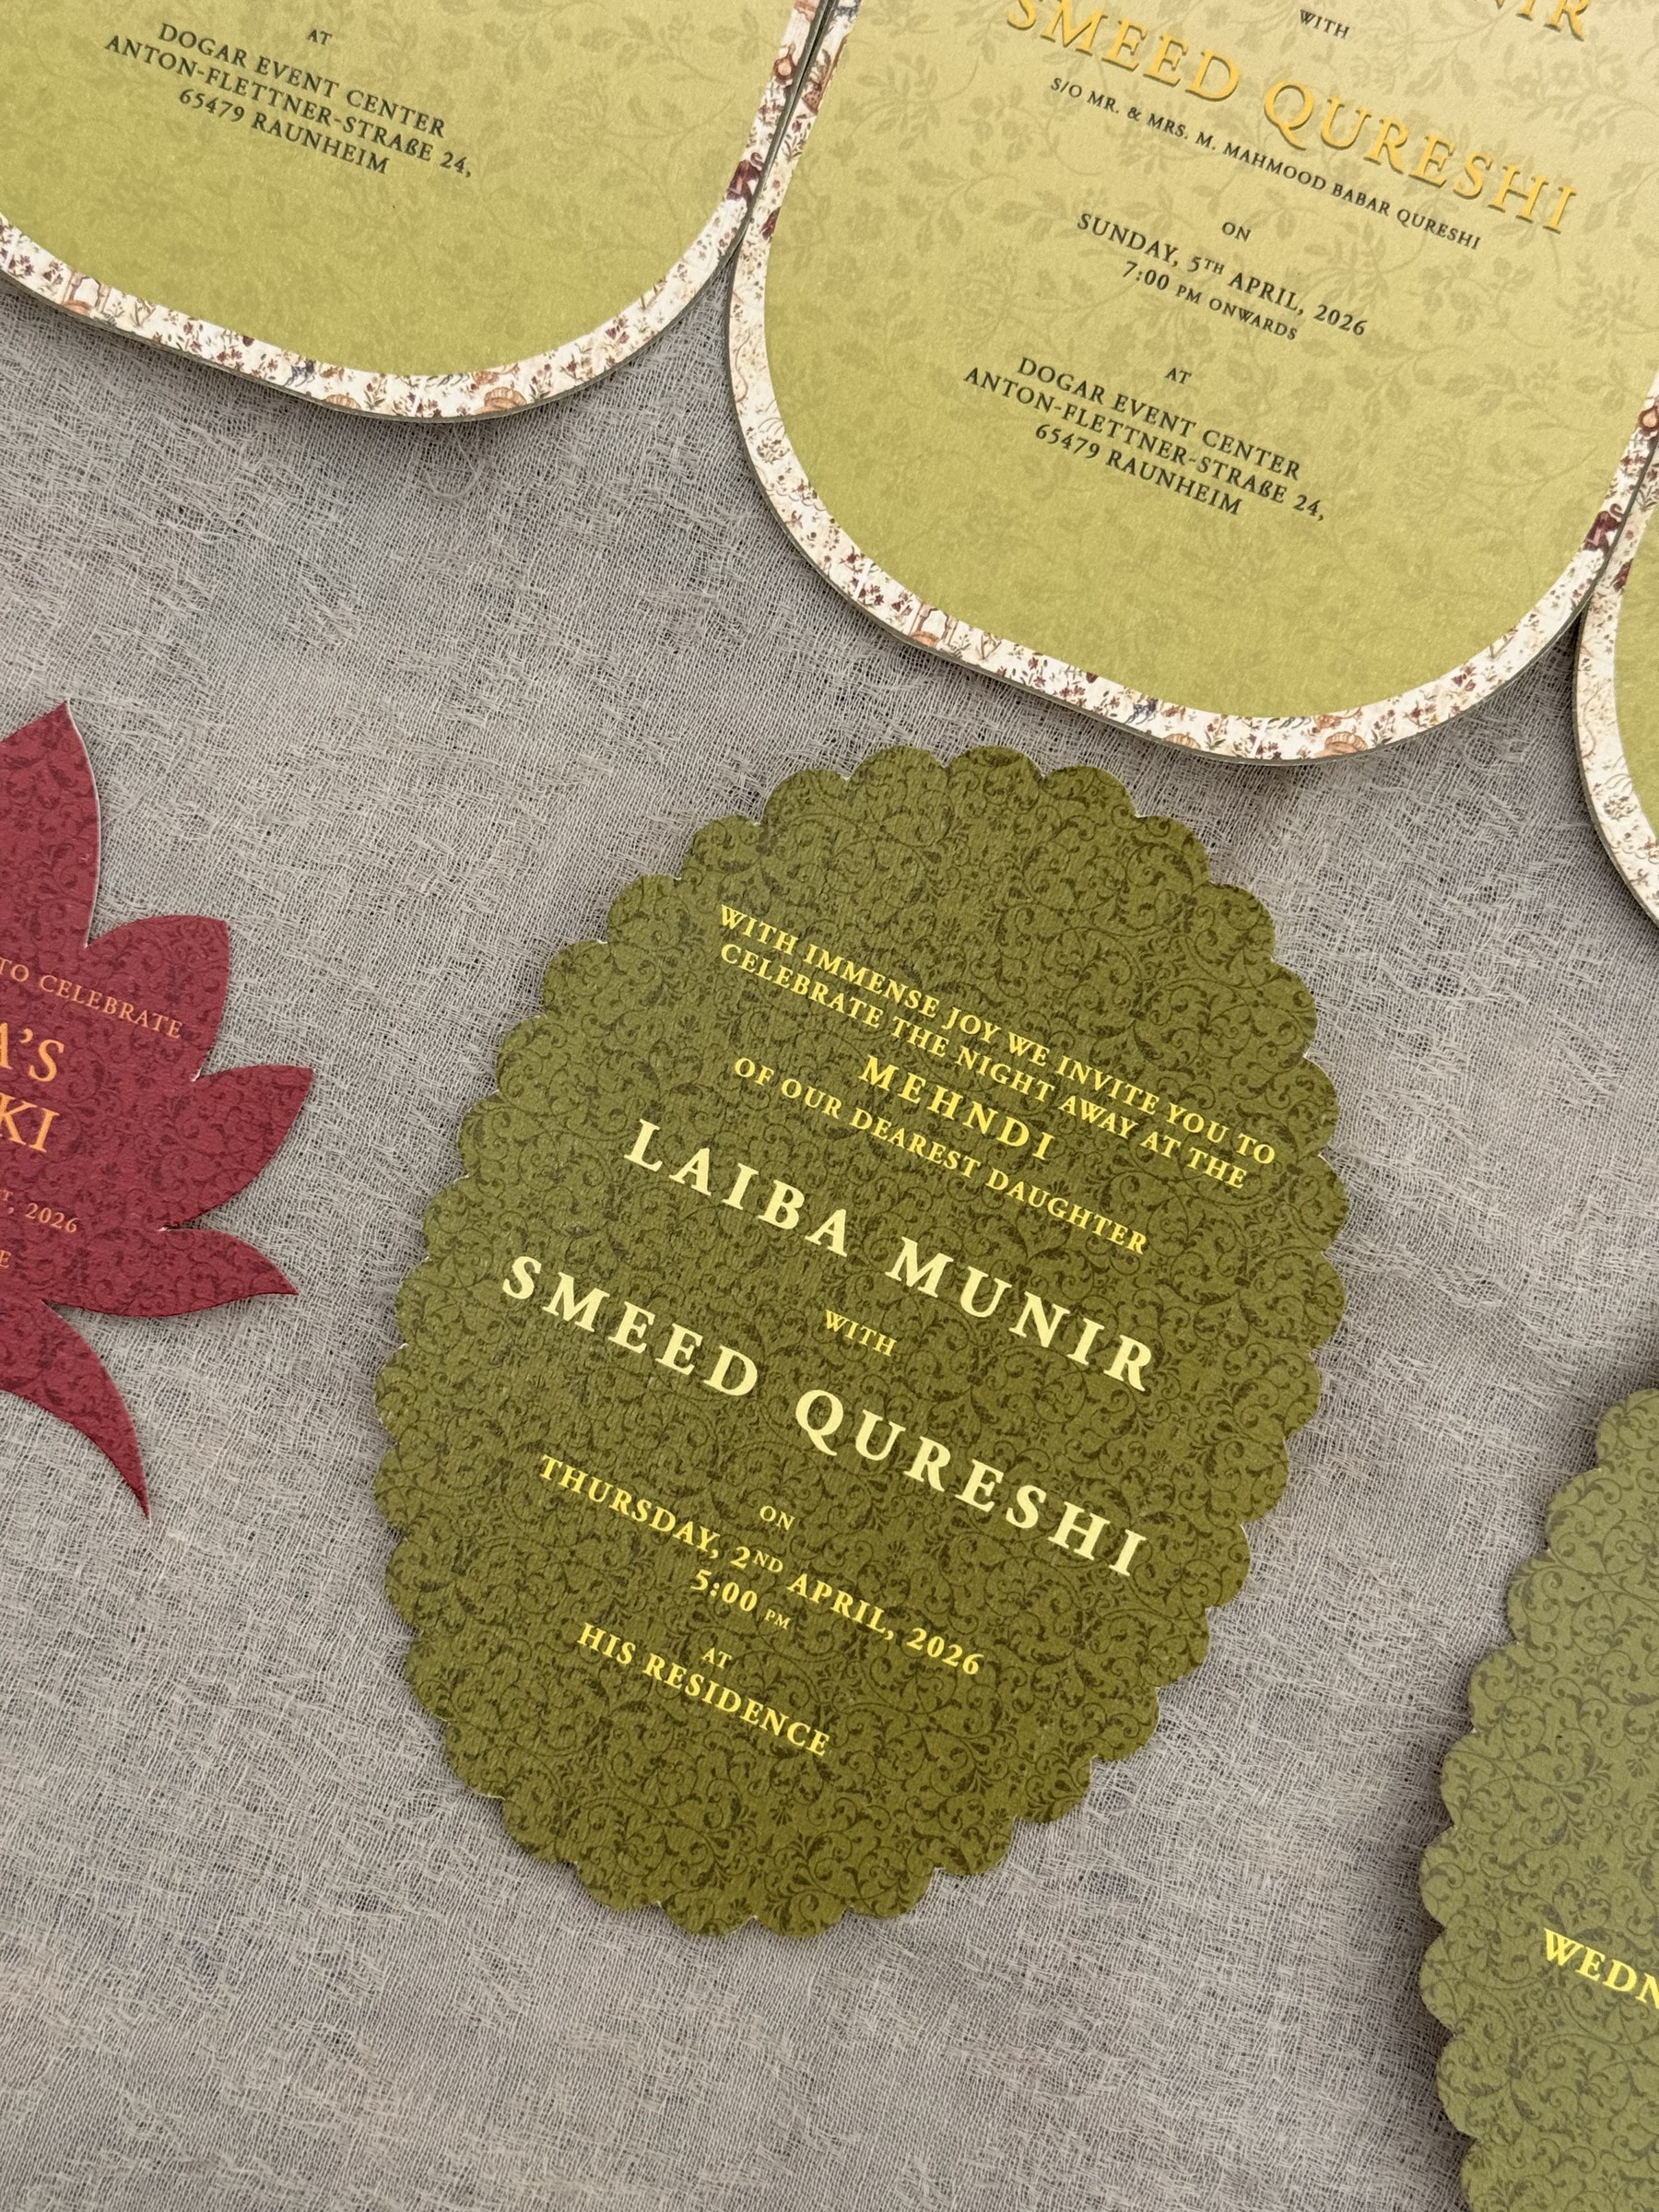 AT
DOGAR EVENT CENTER
ANTON-FLETTNER-STRAßE 24,
65479 RAUNHEIM
WITH
SMEED QURESHI
S/O MR. & MRS. M. MAHMOOD BABAR QURESHI
ON
SUNDAY, 5TH APRIL, 2026
7:00 PM ONWARDS
AT
DOGAR EVENT CENTER
ANTON-FLETTNER-STRAßE 24,
65479 RAUNHEIM
TO CELEBRATE
A'S
KI
, 2026
WITH IMMENSE JOY WE INVITE YOU TO
CELEBRATE THE NIGHT AWAY AT THE
MEHNDI
OF OUR DEAREST DAUGHTER
LAIBA MUNIR
WITH
SMEED QURESHI
ON
THURSDAY, 2ND APRIL, 2026
5:00 PM
AT
HIS RESIDENCE
WEDN